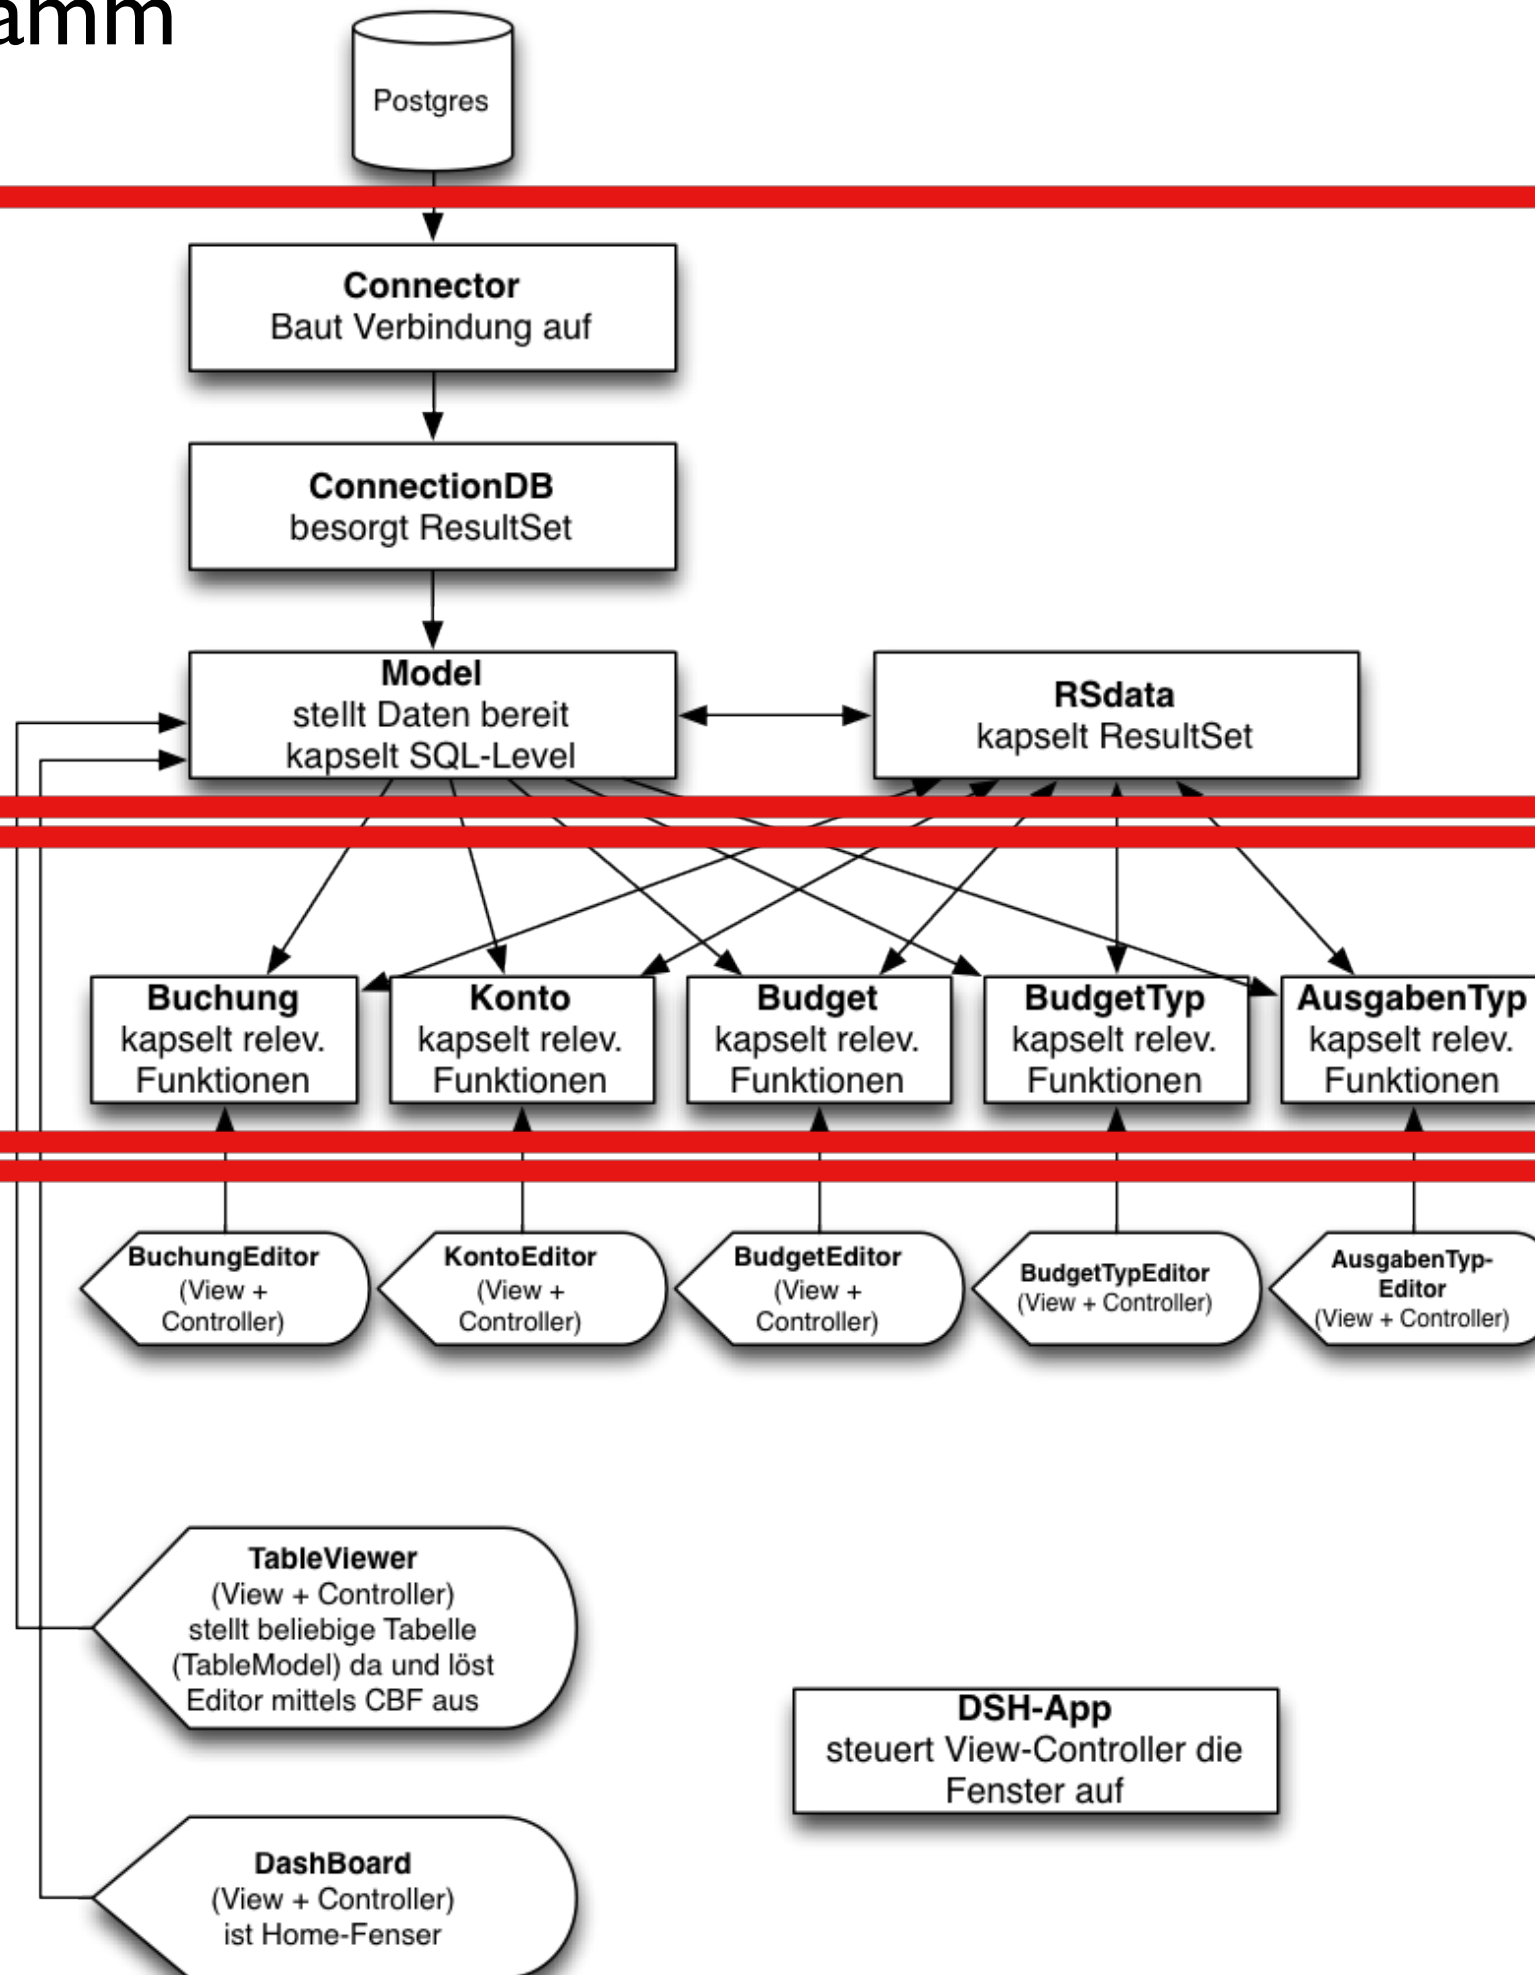 amm
Postgres
Connector
Baut Verbindung auf
ConnectionDB
besorgt ResultSet
Model
stellt Daten bereit
kapselt SQL-Level
RSdata
kapselt ResultSet
Buchung
kapselt relev.
Funktionen
Konto
kapselt relev.
Funktionen
Budget
kapselt relev.
Funktionen
BudgetTyp
kapselt relev.
Funktionen
AusgabenTyp
kapselt relev.
Funktionen
BuchungEditor
(View +
Controller)
KontoEditor
(View +
Controller)
BudgetEditor
(View +
Controller)
BudgetTypEditor
(View + Controller)
AusgabenTyp-
Editor
(View + Controller)
TableViewer
(View + Controller)
stellt beliebige Tabelle
(TableModel) da und löst
Editor mittels CBF aus
DSH-App
steuert View-Controller die
Fenster auf
DashBoard
(View + Controller)
ist Home-Fenser